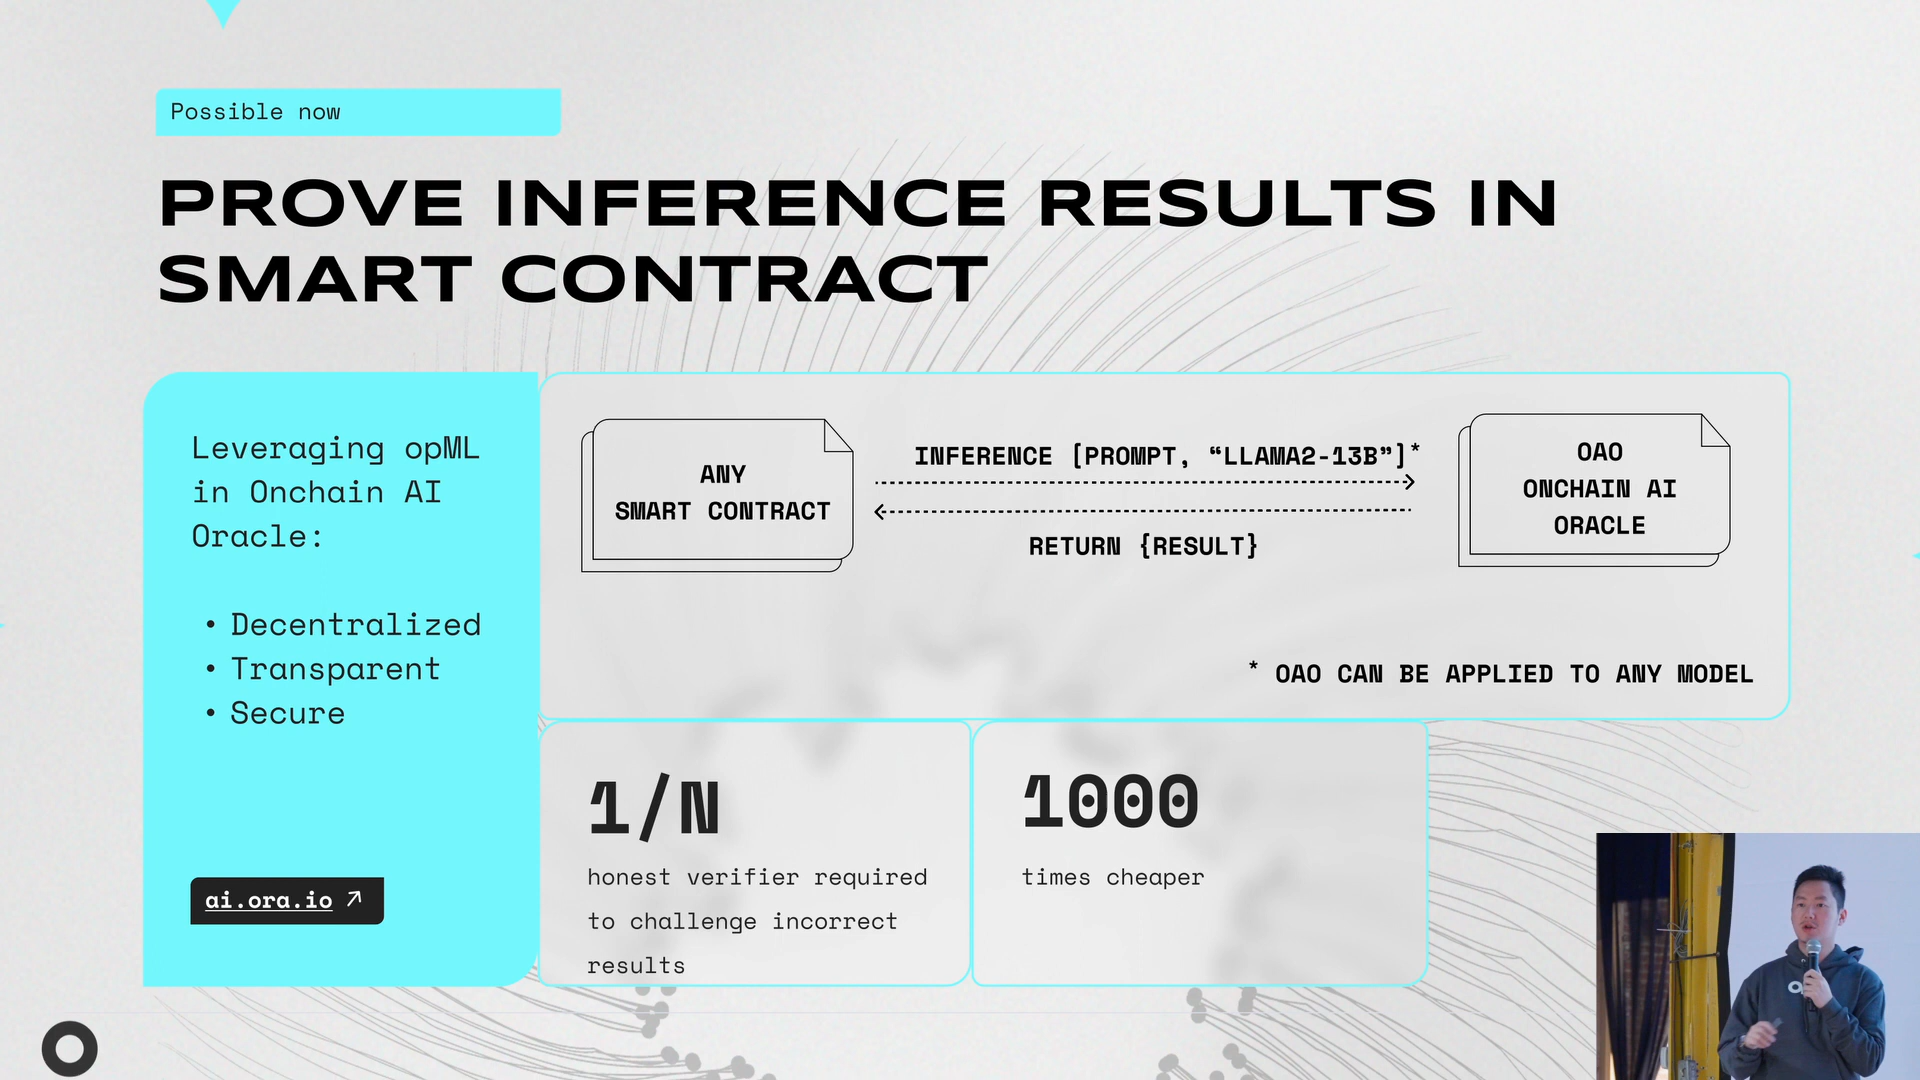 Possible now
PROVE INFERENCE RESULTS IN
SMART CONTRACT
Leveraging opML
in Onchain AI
Oracle:
• Decentralized
• Transparent
• Secure
ai.ora.io ↗
ANY
SMART CONTRACT
INFERENCE [PROMPT, “LLAMA2-13B”]*
RETURN {RESULT}
OAO
ONCHAIN AI
ORACLE
* OAO CAN BE APPLIED TO ANY MODEL
1/N
honest verifier required
to challenge incorrect
results
1000
times cheaper